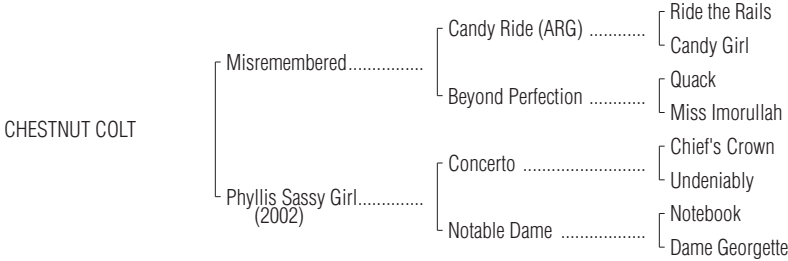 Ride the Rails
Candy Ride (ARG) ............
Candy Girl
Misremembered................
Quack
Beyond Perfection ............
Miss Imorullah
CHESTNUT COLT
Chief's Crown
Concerto ..........................
Undeniably
Phyllis Sassy Girl..............
(2002)
Notebook
Notable Dame ..................
Dame Georgette